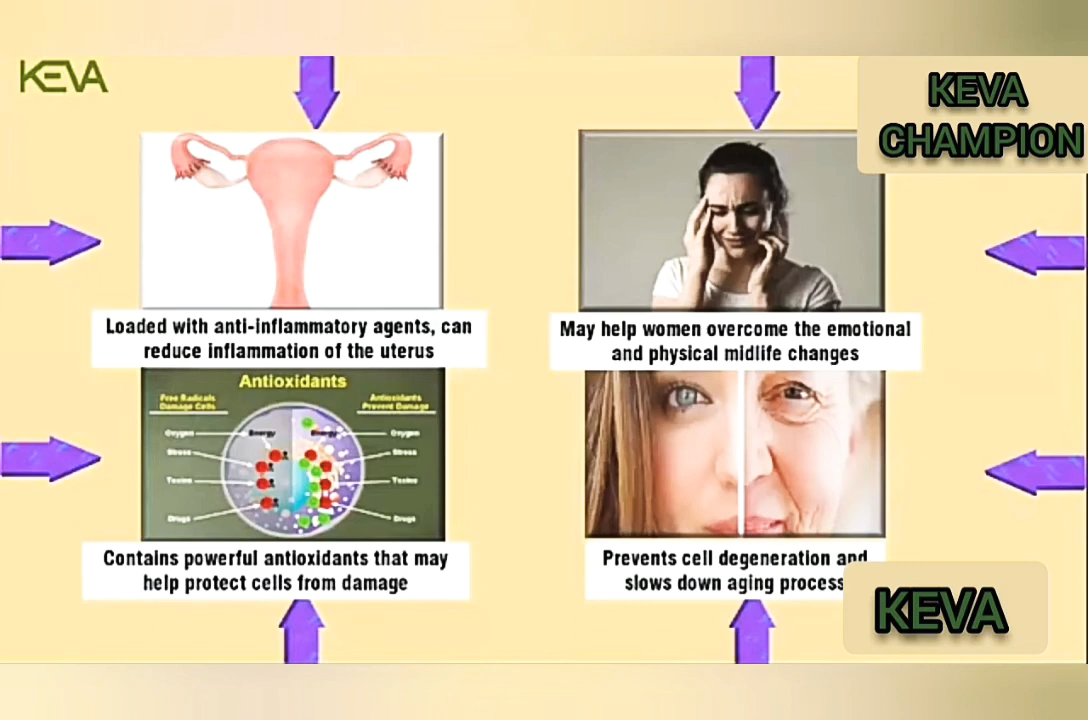 KEVA
KEVA
CHAMPION
Loaded with anti-inflammatory agents, can
reduce inflammation of the uterus
May help women overcome the emotional
and physical midlife changes
Antioxidants
Free Radicals
Damage Cells
Antioxidants
Prevent Damage
Oxygen
Energy
Energy
Oxygen
Stress
Stress
Toxins
Toxins
Drugs
Drugs
Contains powerful antioxidants that may
help protect cells from damage
Prevents cell degeneration and
slows down aging process
KEVA